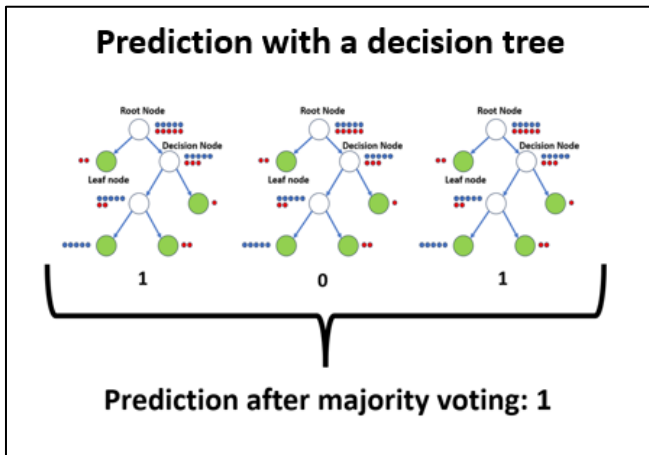 Prediction with a decision tree
Root Node
Root Node
Root Node
Decision Node
Decision Node
Decision Node
Leaf node
Leaf node
Leaf node
1
0
1
Prediction after majority voting: 1